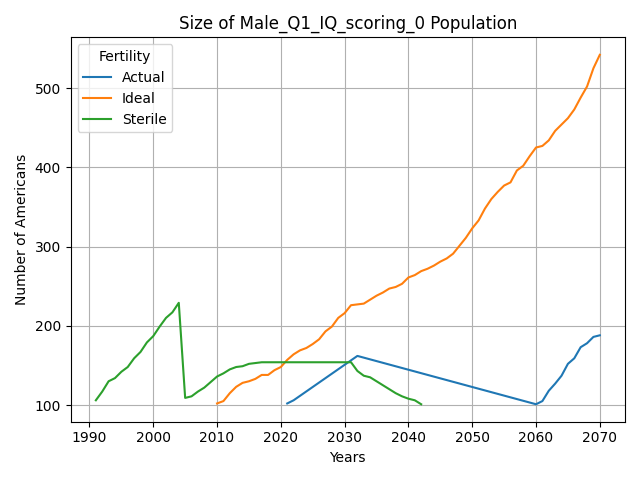 Size of Male_Q1_IQ_scoring_0 Population
Fertility
Actual
Ideal
Sterile
Number of Americans
500
400
300
200
100
1990 2000 2010 2020 2030 2040 2050 2060 2070
Years